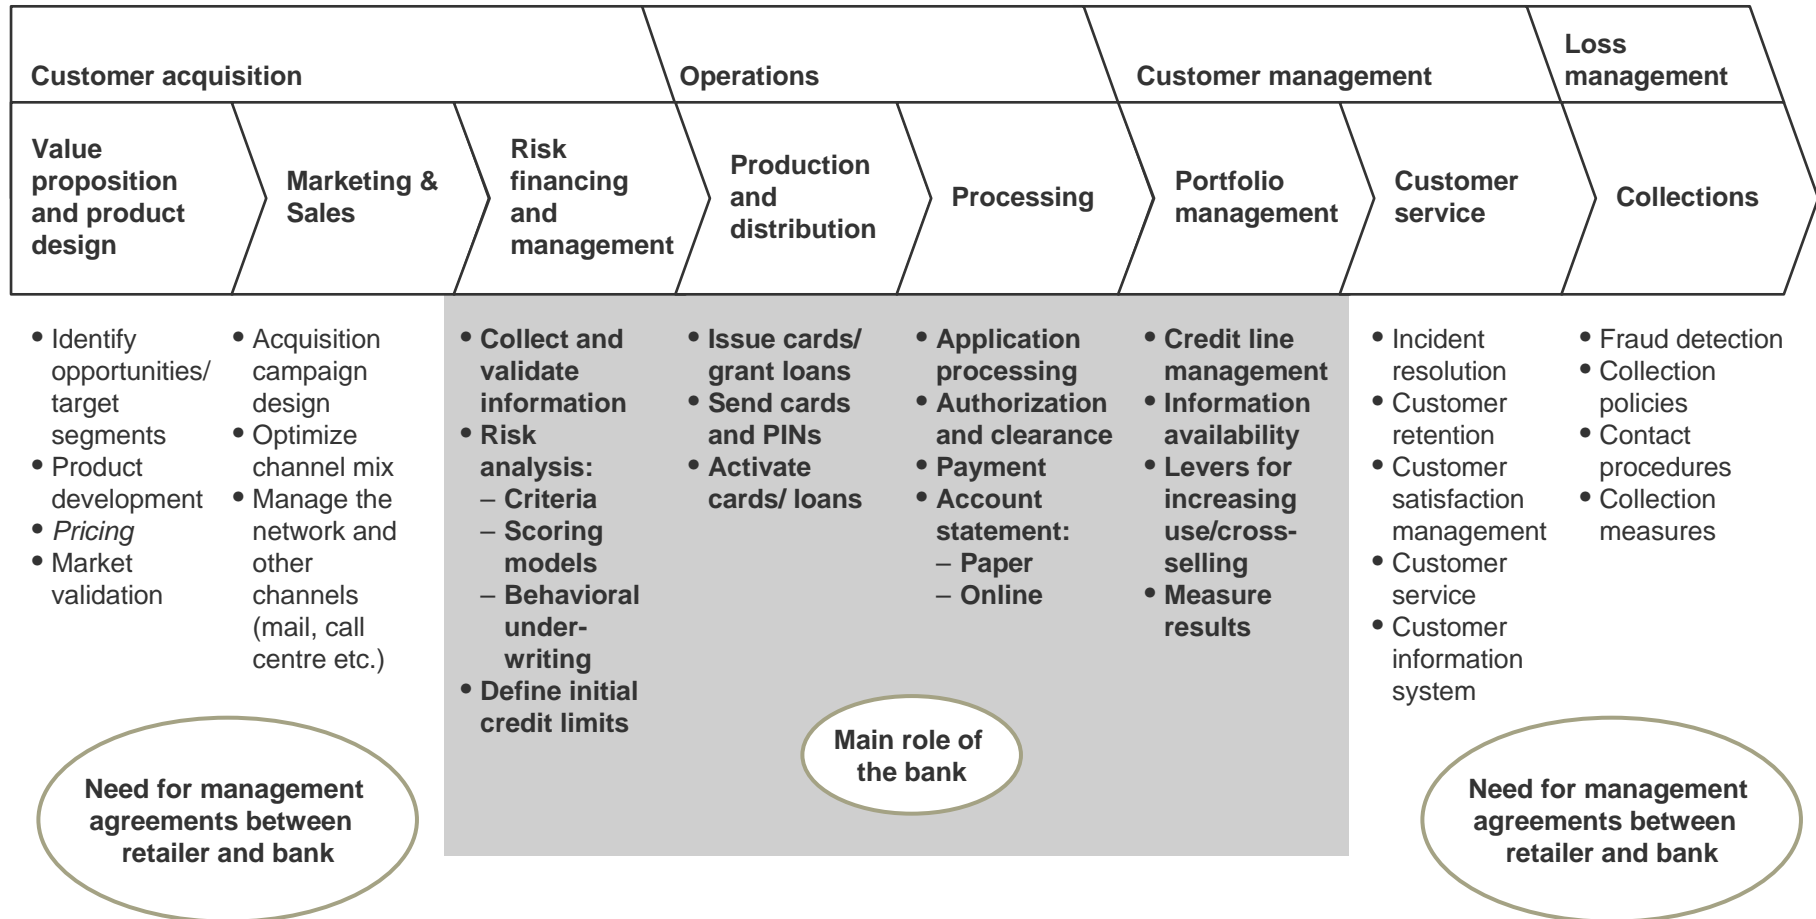 Customer acquisition
Operations
Customer management
Loss
management
Value
proposition
and product
design
Marketing &
Sales
Risk
financing
and
management
Production
and
distribution
Processing
Portfolio
management
Customer
service
Collections
• Identify
opportunities/
target
segments
• Product
development
• Pricing
• Market
validation
• Acquisition
campaign
design
• Optimize
channel mix
• Manage the
network and
other
channels
(mail, call
centre etc.)
• Collect and
validate
information
• Risk
analysis:
– Criteria
– Scoring
models
– Behavioral
under-
writing
• Define initial
credit limits
• Issue cards/
grant loans
• Send cards
and PINs
• Activate
cards/ loans
• Application
processing
• Authorization
and clearance
• Payment
• Account
statement:
– Paper
– Online
• Credit line
management
• Information
availability
• Levers for
increasing
use/cross-
selling
• Measure
results
• Incident
resolution
• Customer
retention
• Customer
satisfaction
management
• Customer
service
• Customer
information
system
• Fraud detection
• Collection
policies
• Contact
procedures
• Collection
measures
Need for management
agreements between
retailer and bank
Main role of
the bank
Need for management
agreements between
retailer and bank